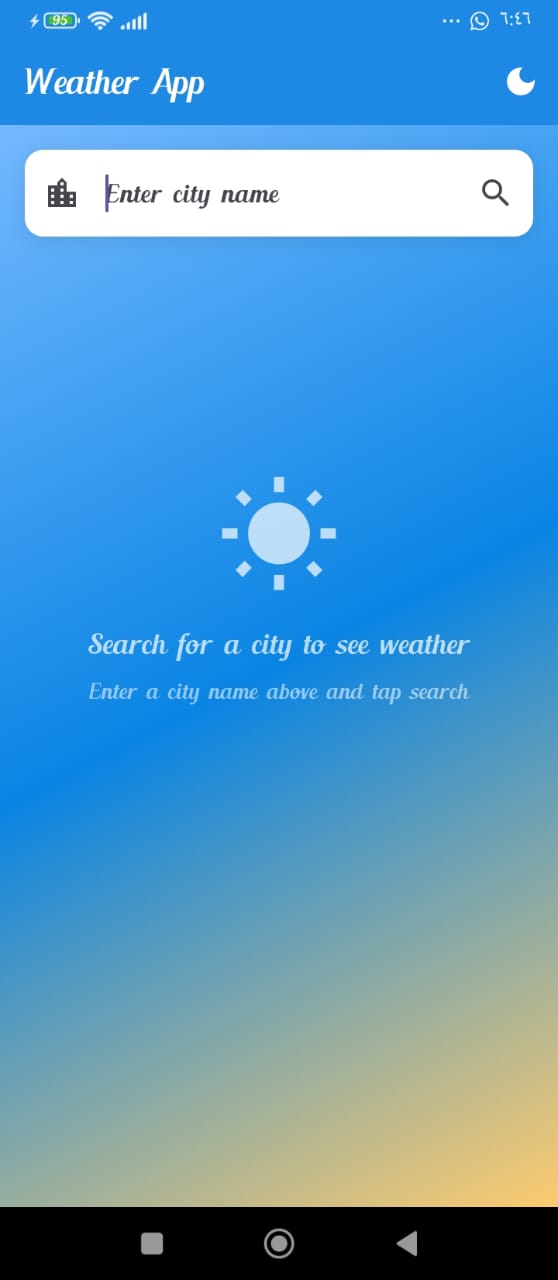 95
٦:٤٦
Weather App
Enter city name
Search for a city to see weather
Enter a city name above and tap search